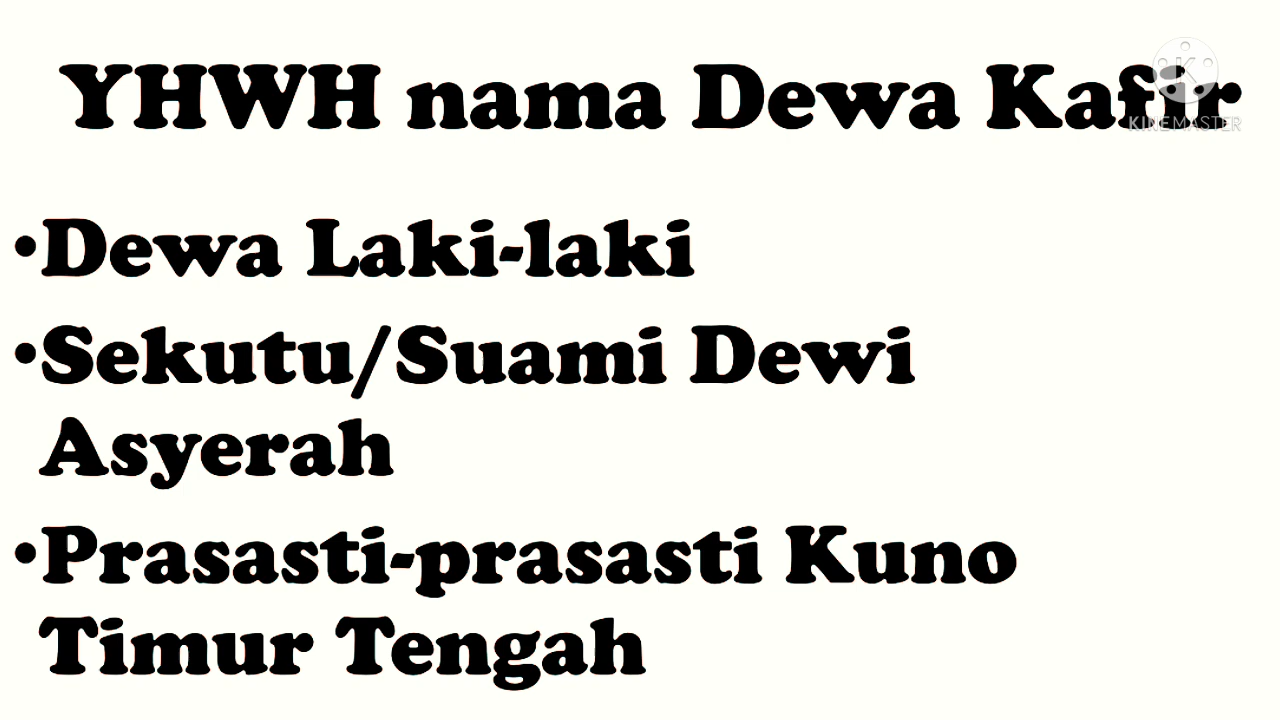 YHWH nama Dewa Kafir
KINEMASTER
•Dewa Laki-laki
•Sekutu/Suami Dewi
Asyerah
•Prasasti-prasasti Kuno
Timur Tengah